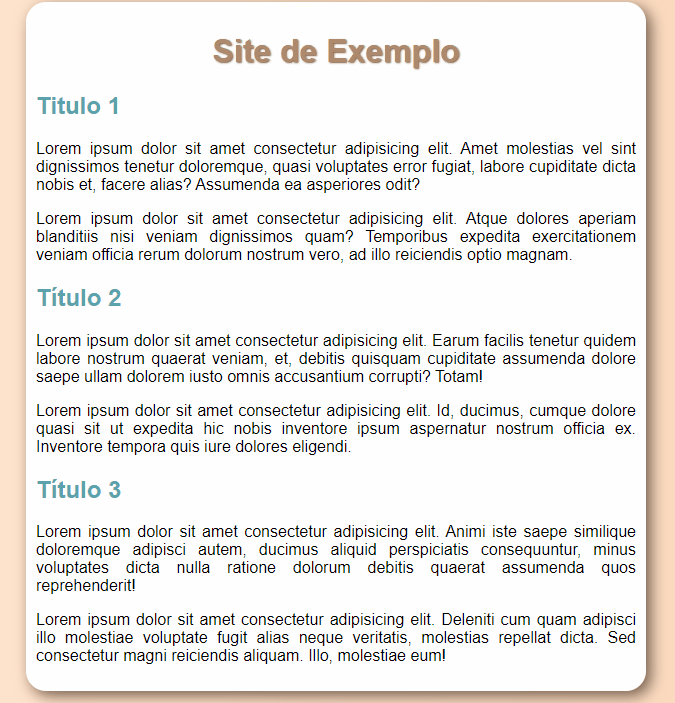 Site de Exemplo
Titulo 1
Lorem ipsum dolor sit amet consectetur adipisicing elit. Amet molestias vel sint
dignissimos tenetur doloremque, quasi voluptates error fugiat, labore cupiditate dicta
nobis et, facere alias? Assumenda ea asperiores odit?
Lorem ipsum dolor sit amet consectetur adipisicing elit. Atque dolores aperiam
blanditiis nisi veniam dignissimos quam? Temporibus expedita exercitationem
veniam officia rerum dolorum nostrum vero, ad illo reiciendis optio magnam.
Título 2
Lorem ipsum dolor sit amet consectetur adipisicing elit. Earum facilis tenetur quidem
labore nostrum quaerat veniam, et, debitis quisquam cupiditate assumenda dolore
saepe ullam dolorem iusto omnis accusantium corrupti? Totam!
Lorem ipsum dolor sit amet consectetur adipisicing elit. Id, ducimus, cumque dolore
quasi sit ut expedita hic nobis inventore ipsum aspernatur nostrum officia ex.
Inventore tempora quis iure dolores eligendi.
Título 3
Lorem ipsum dolor sit amet consectetur adipisicing elit. Animi iste saepe similique
doloremque adipisci autem, ducimus aliquid perspiciatis consequuntur, minus
voluptates dicta nulla ratione dolorum debitis quaerat assumenda quos
reprehenderit!
Lorem ipsum dolor sit amet consectetur adipisicing elit. Deleniti cum quam adipisci
illo molestiae voluptate fugit alias neque veritatis, molestias repellat dicta. Sed
consectetur magni reiciendis aliquam. Illo, molestiae eum!